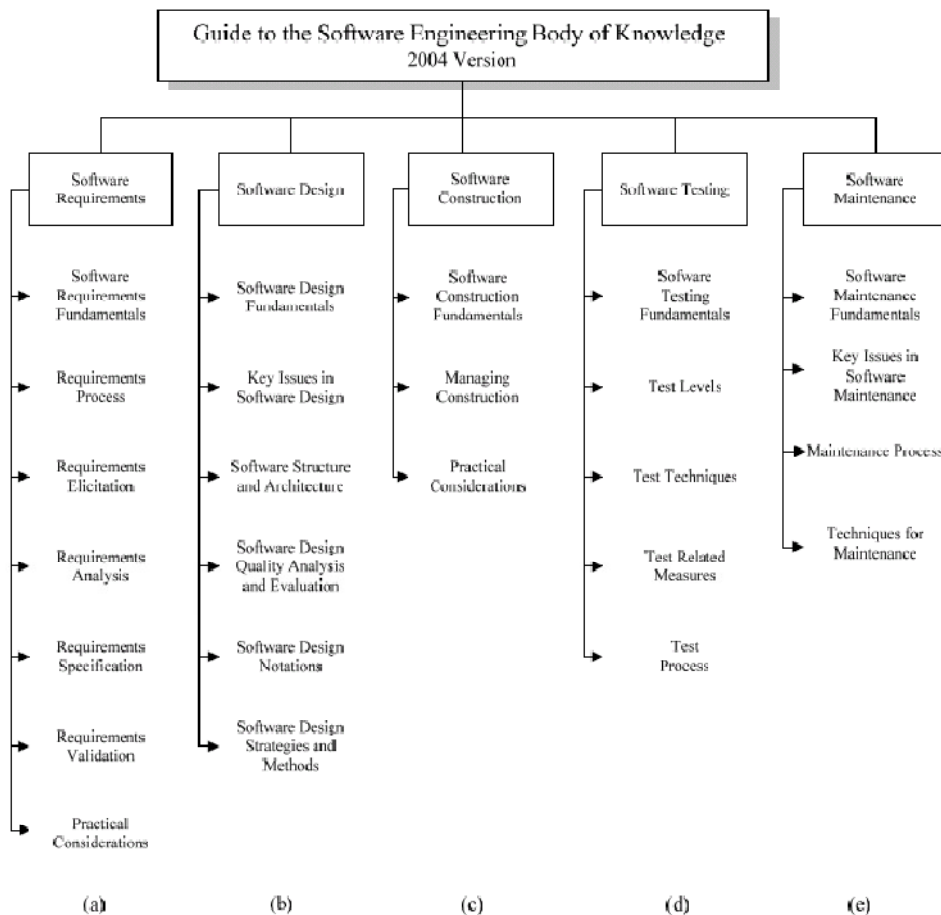 Guide to the Software Engineering Body of Knowledge
2004 Version
Software
Requirements
Software
Requirements
Fundamentals
Requirements
Process
Requirements
Elicitation
Requirements
Analysis
Requirements
Specification
Requirements
Validation
Practical
Considerations
(a)
Software Design
Software Design
Fundamentals
Key Issues in
Software Design
Software Structure
and Architecture
Software Design
Quality Analysis
and Evaluation
Software Design
Notations
Software Design
Strategies and
Methods
(b)
Software
Construction
Software
Construction
Fundamentals
Managing
Construction
Practical
Considerations
(c)
Software Testing
Sofware
Testing
Fundamentals
Test Levels
Test Techniques
Test Related
Measures
Test
Process
(d)
Software
Maintenance
Software
Maintenance
Fundamentals
Key Issues in
Software
Maintenance
Maintenance Process
Techniques for
Maintenance
(e)